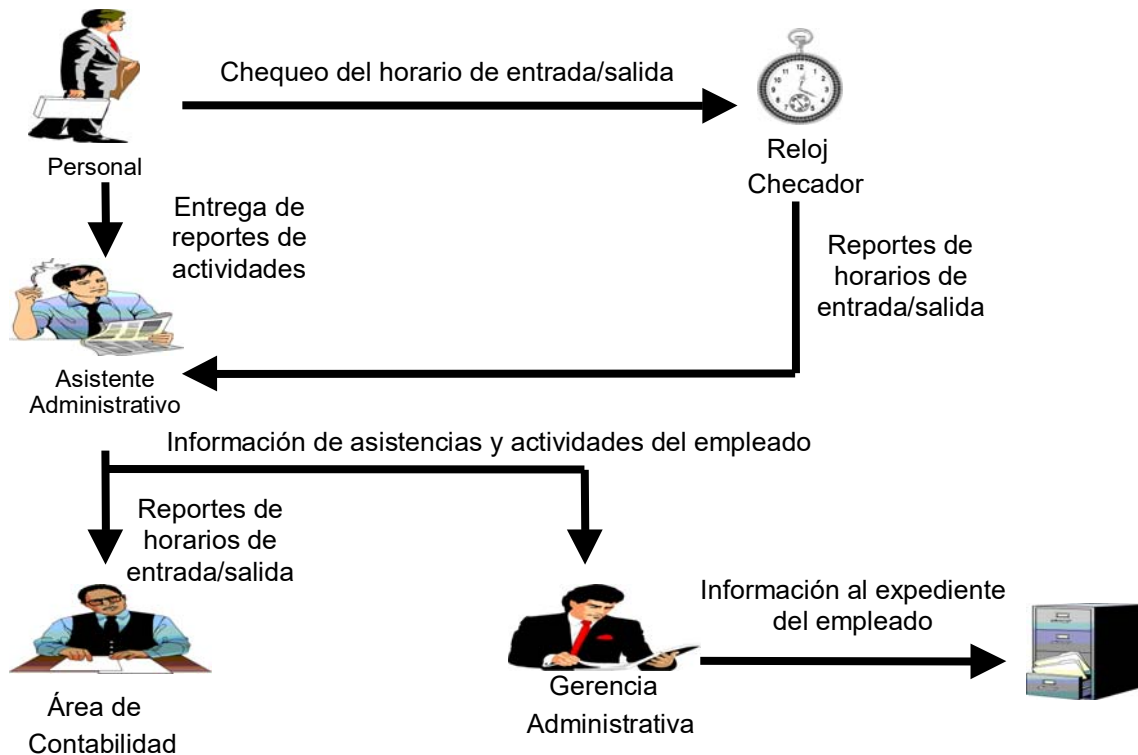 Chequeo del horario de entrada/salida
Personal
Reloj
Checador
Entrega de
reportes de
actividades
Reportes de
horarios de
entrada/salida
Asistente
Administrativo
Información de asistencias y actividades del empleado
Reportes de
horarios de
entrada/salida
Información al expediente
del empleado
Área de
Contabilidad
Gerencia
Administrativa